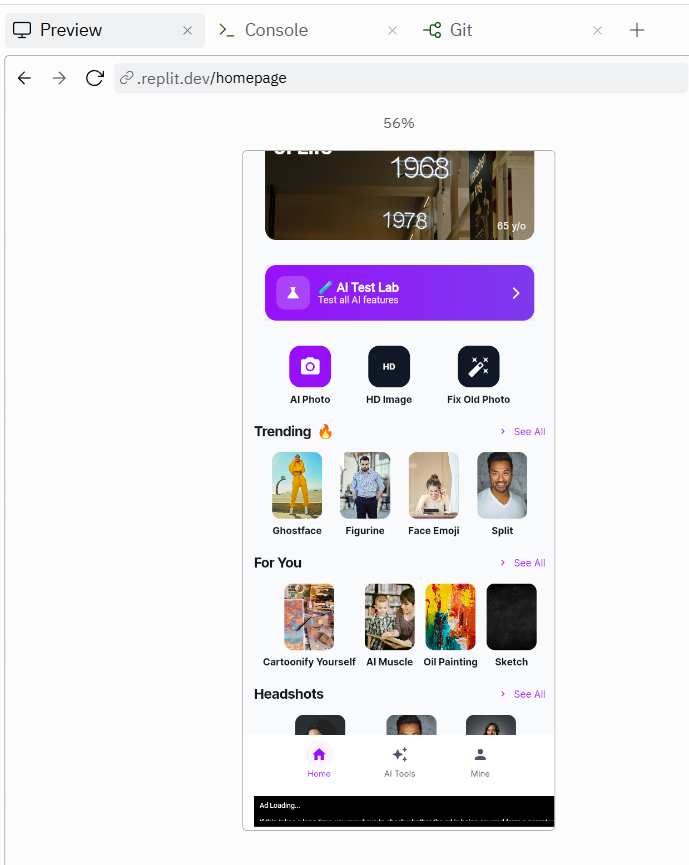 Preview
Console
Git
.replit.dev/homepage
56%
of Life
1968
1978
65 y/o
🧪 AI Test Lab
Test all AI features
HD
AI Photo
HD Image
Fix Old Photo
Trending 🔥
See All
Ghostface
Figurine
Face Emoji
Split
For You
See All
Cartoonify Yourself
AI Muscle
Oil Painting
Sketch
Headshots
See All
Home
AI Tools
Mine
Ad Loading...